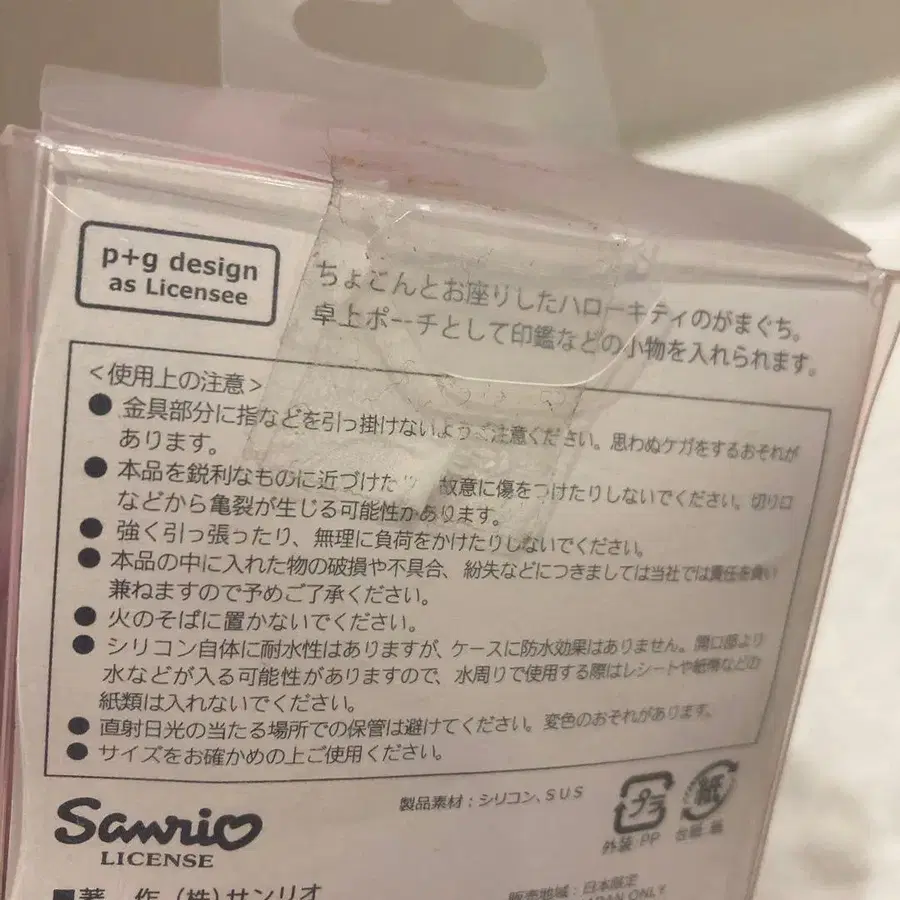 p+g design
as Licensee
ちょこんとお座りしたハローキティのがまぐち。
卓上ポーチとして印鑑などの小物を入れられます。
<使用上の注意>
●金具部分に指などを引っ掛けないようご注意ください。思わぬケガをするおそれが
あります。
●本品を鋭利なものに近づけたり 故意に傷をつけたりしないでください。切り口
などから亀裂が生じる可能性があります。
●強く引っ張ったり、無理に負荷をかけたりしないでください。
●本品の中に入れた物の破損や不具合、紛失などにつきましては当社では責任を負い
兼ねますので予めご了承ください。
●火のそばに置かないでください。
●シリコン自体に耐水性はありますが、ケースに防水効果はありません。開口部より
水などが入る可能性がありますので、水周りで使用する際はレシートや紙幣などの
紙類は入れないでください。
●直射日光の当たる場所での保管は避けてください。変色のおそれがあります。
●サイズをお確かめの上ご使用ください。
製品素材:シリコン、SUS
プラ
外装:PP
紙
Sanrio
LICENSE
■著 作 (株)サンリオ
販売地域:日本限定
JAPAN ONLY